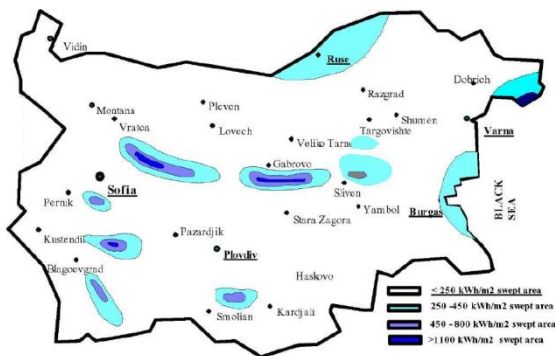 Vidin
Ruse
Dobrich
Razgrad
Montana
Pleven
Shumen
Vratca
Lovech
Targovishte
Varna
Veliko Tarno
Gabrovo
Sofia
Sliven
Pernik
BLACK
SEA
Yambol
Burgas
Stara Zagora
Kustendil
Pazardjik
Plovdiv
Blagoevgrad
Haskovo
Smolian
Kardjali
< 250 kWh/m2 swept area
250 -450 kWh/m2 swept area
450 -800 kWh/m2 swept area
>1100 kWh/m2 swept area